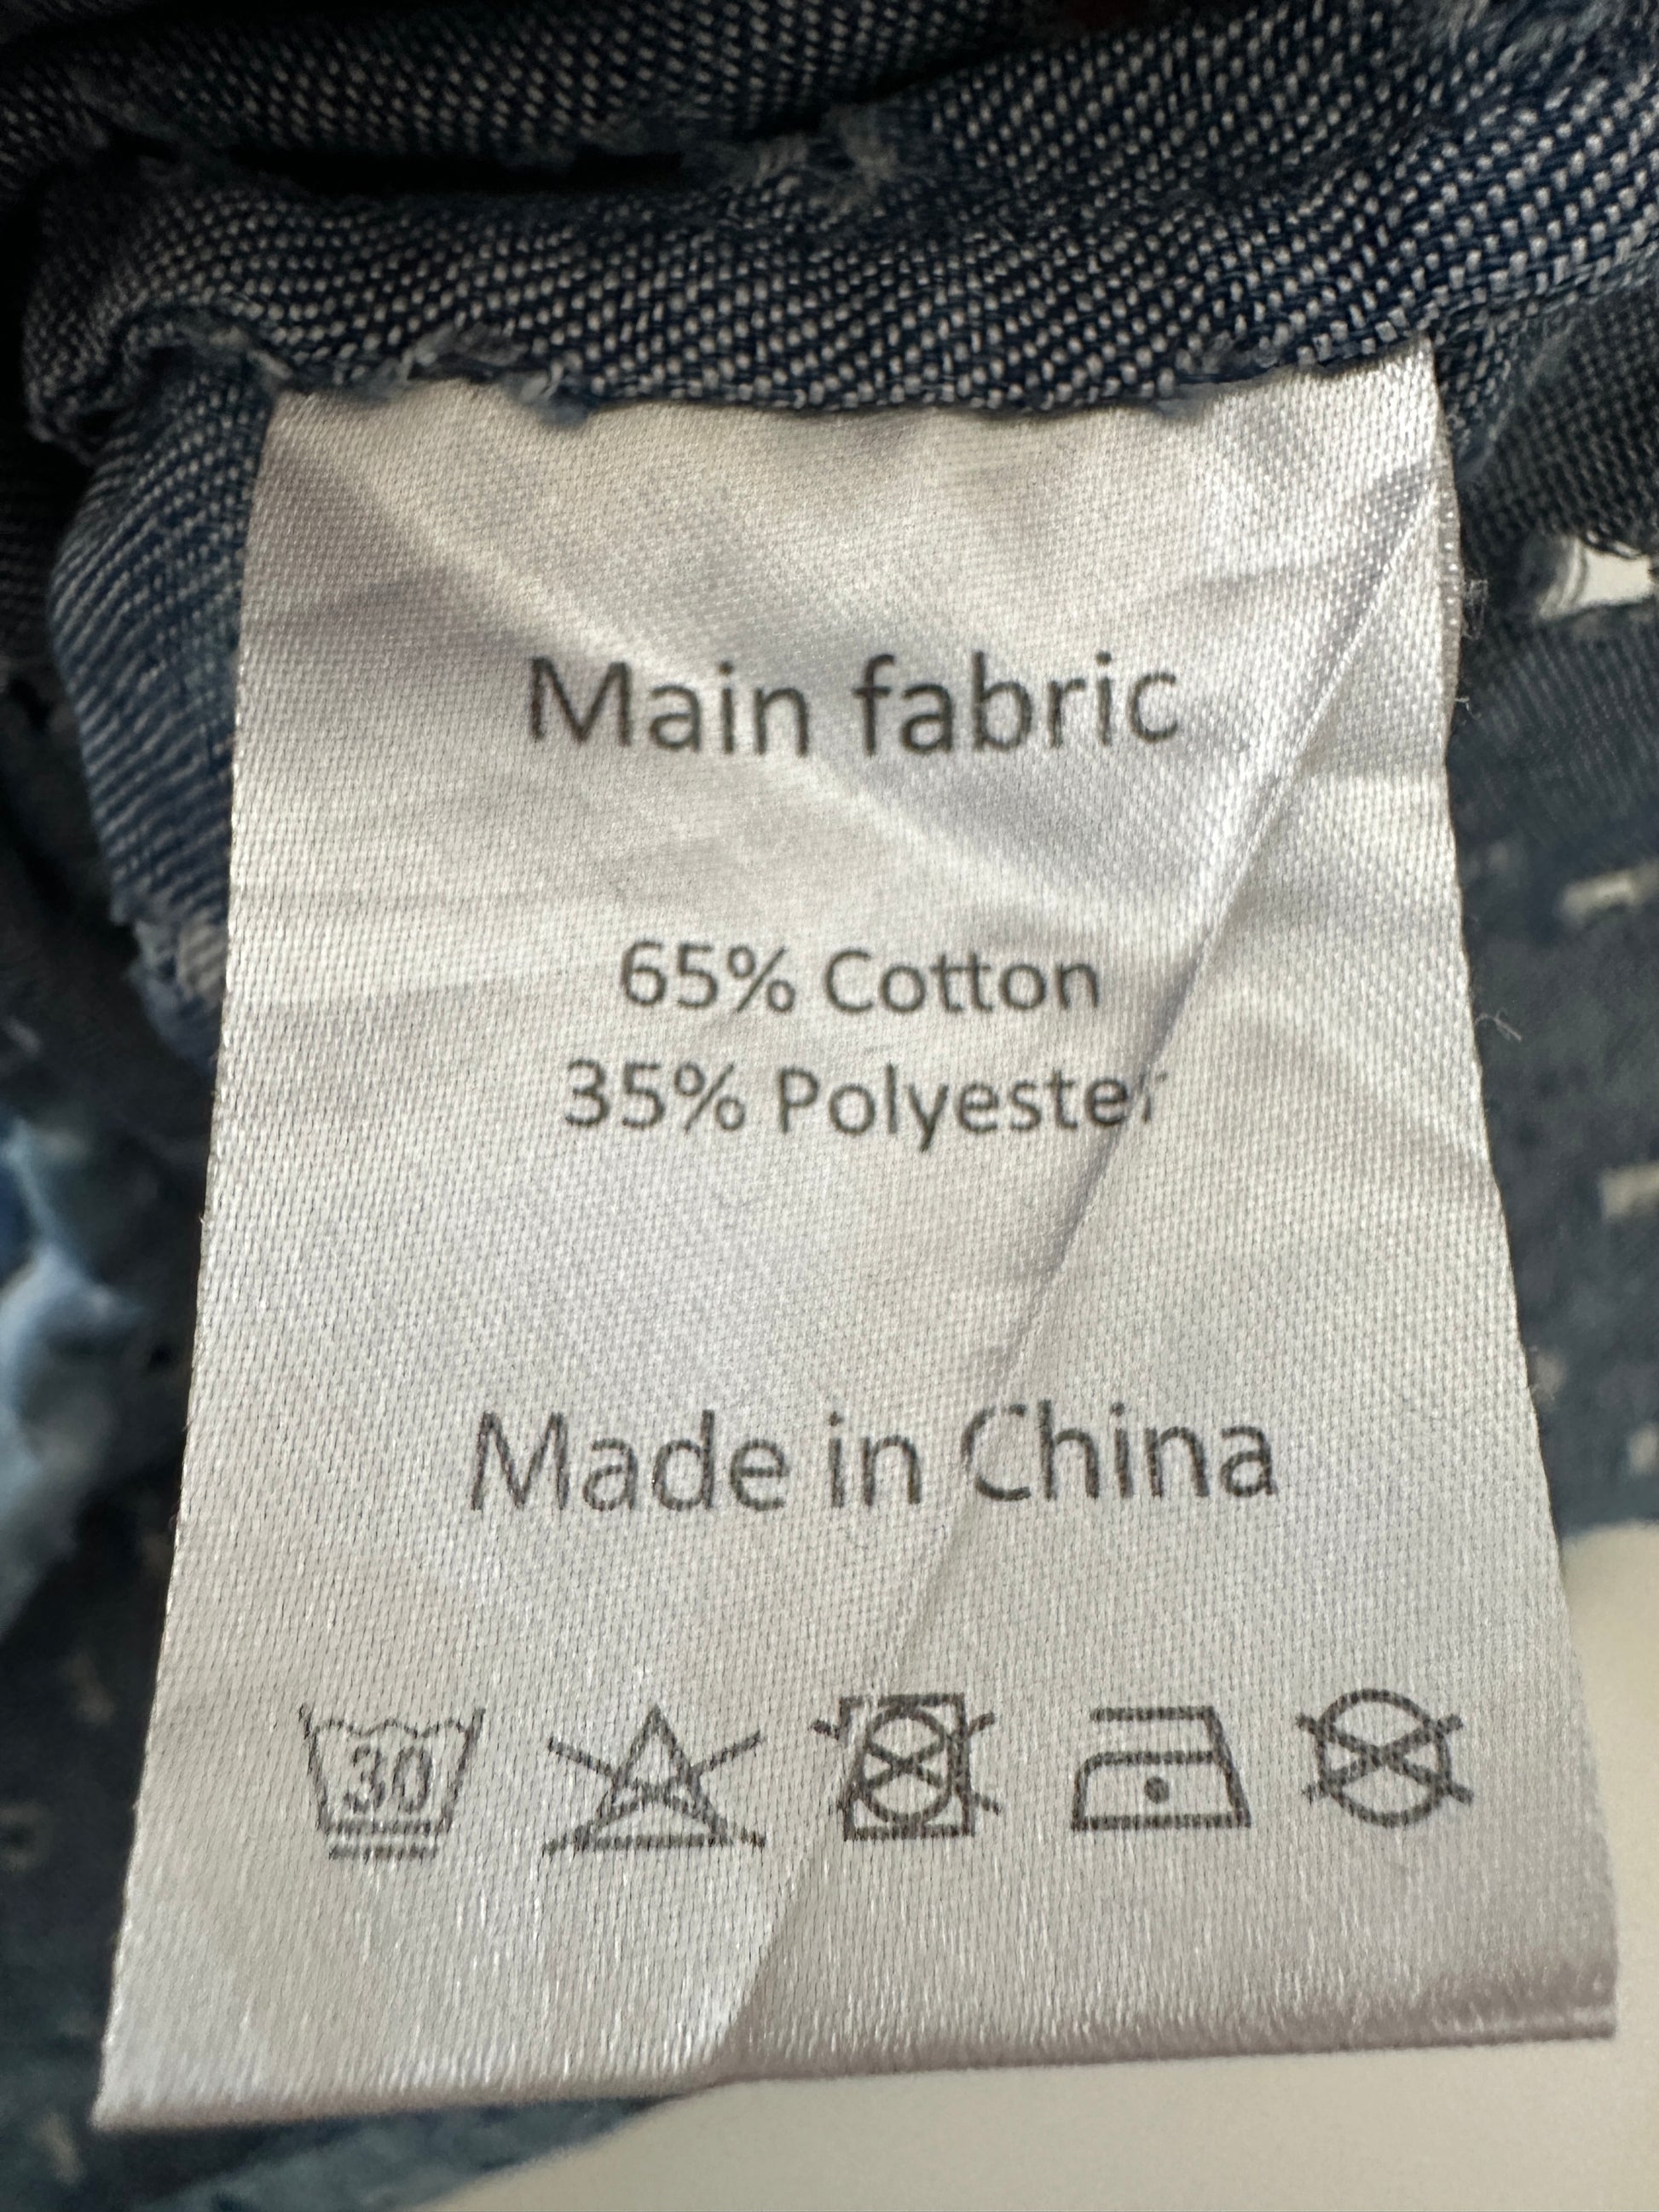 Main fabric
65% Cotton
35% Polyester
Made in China
30